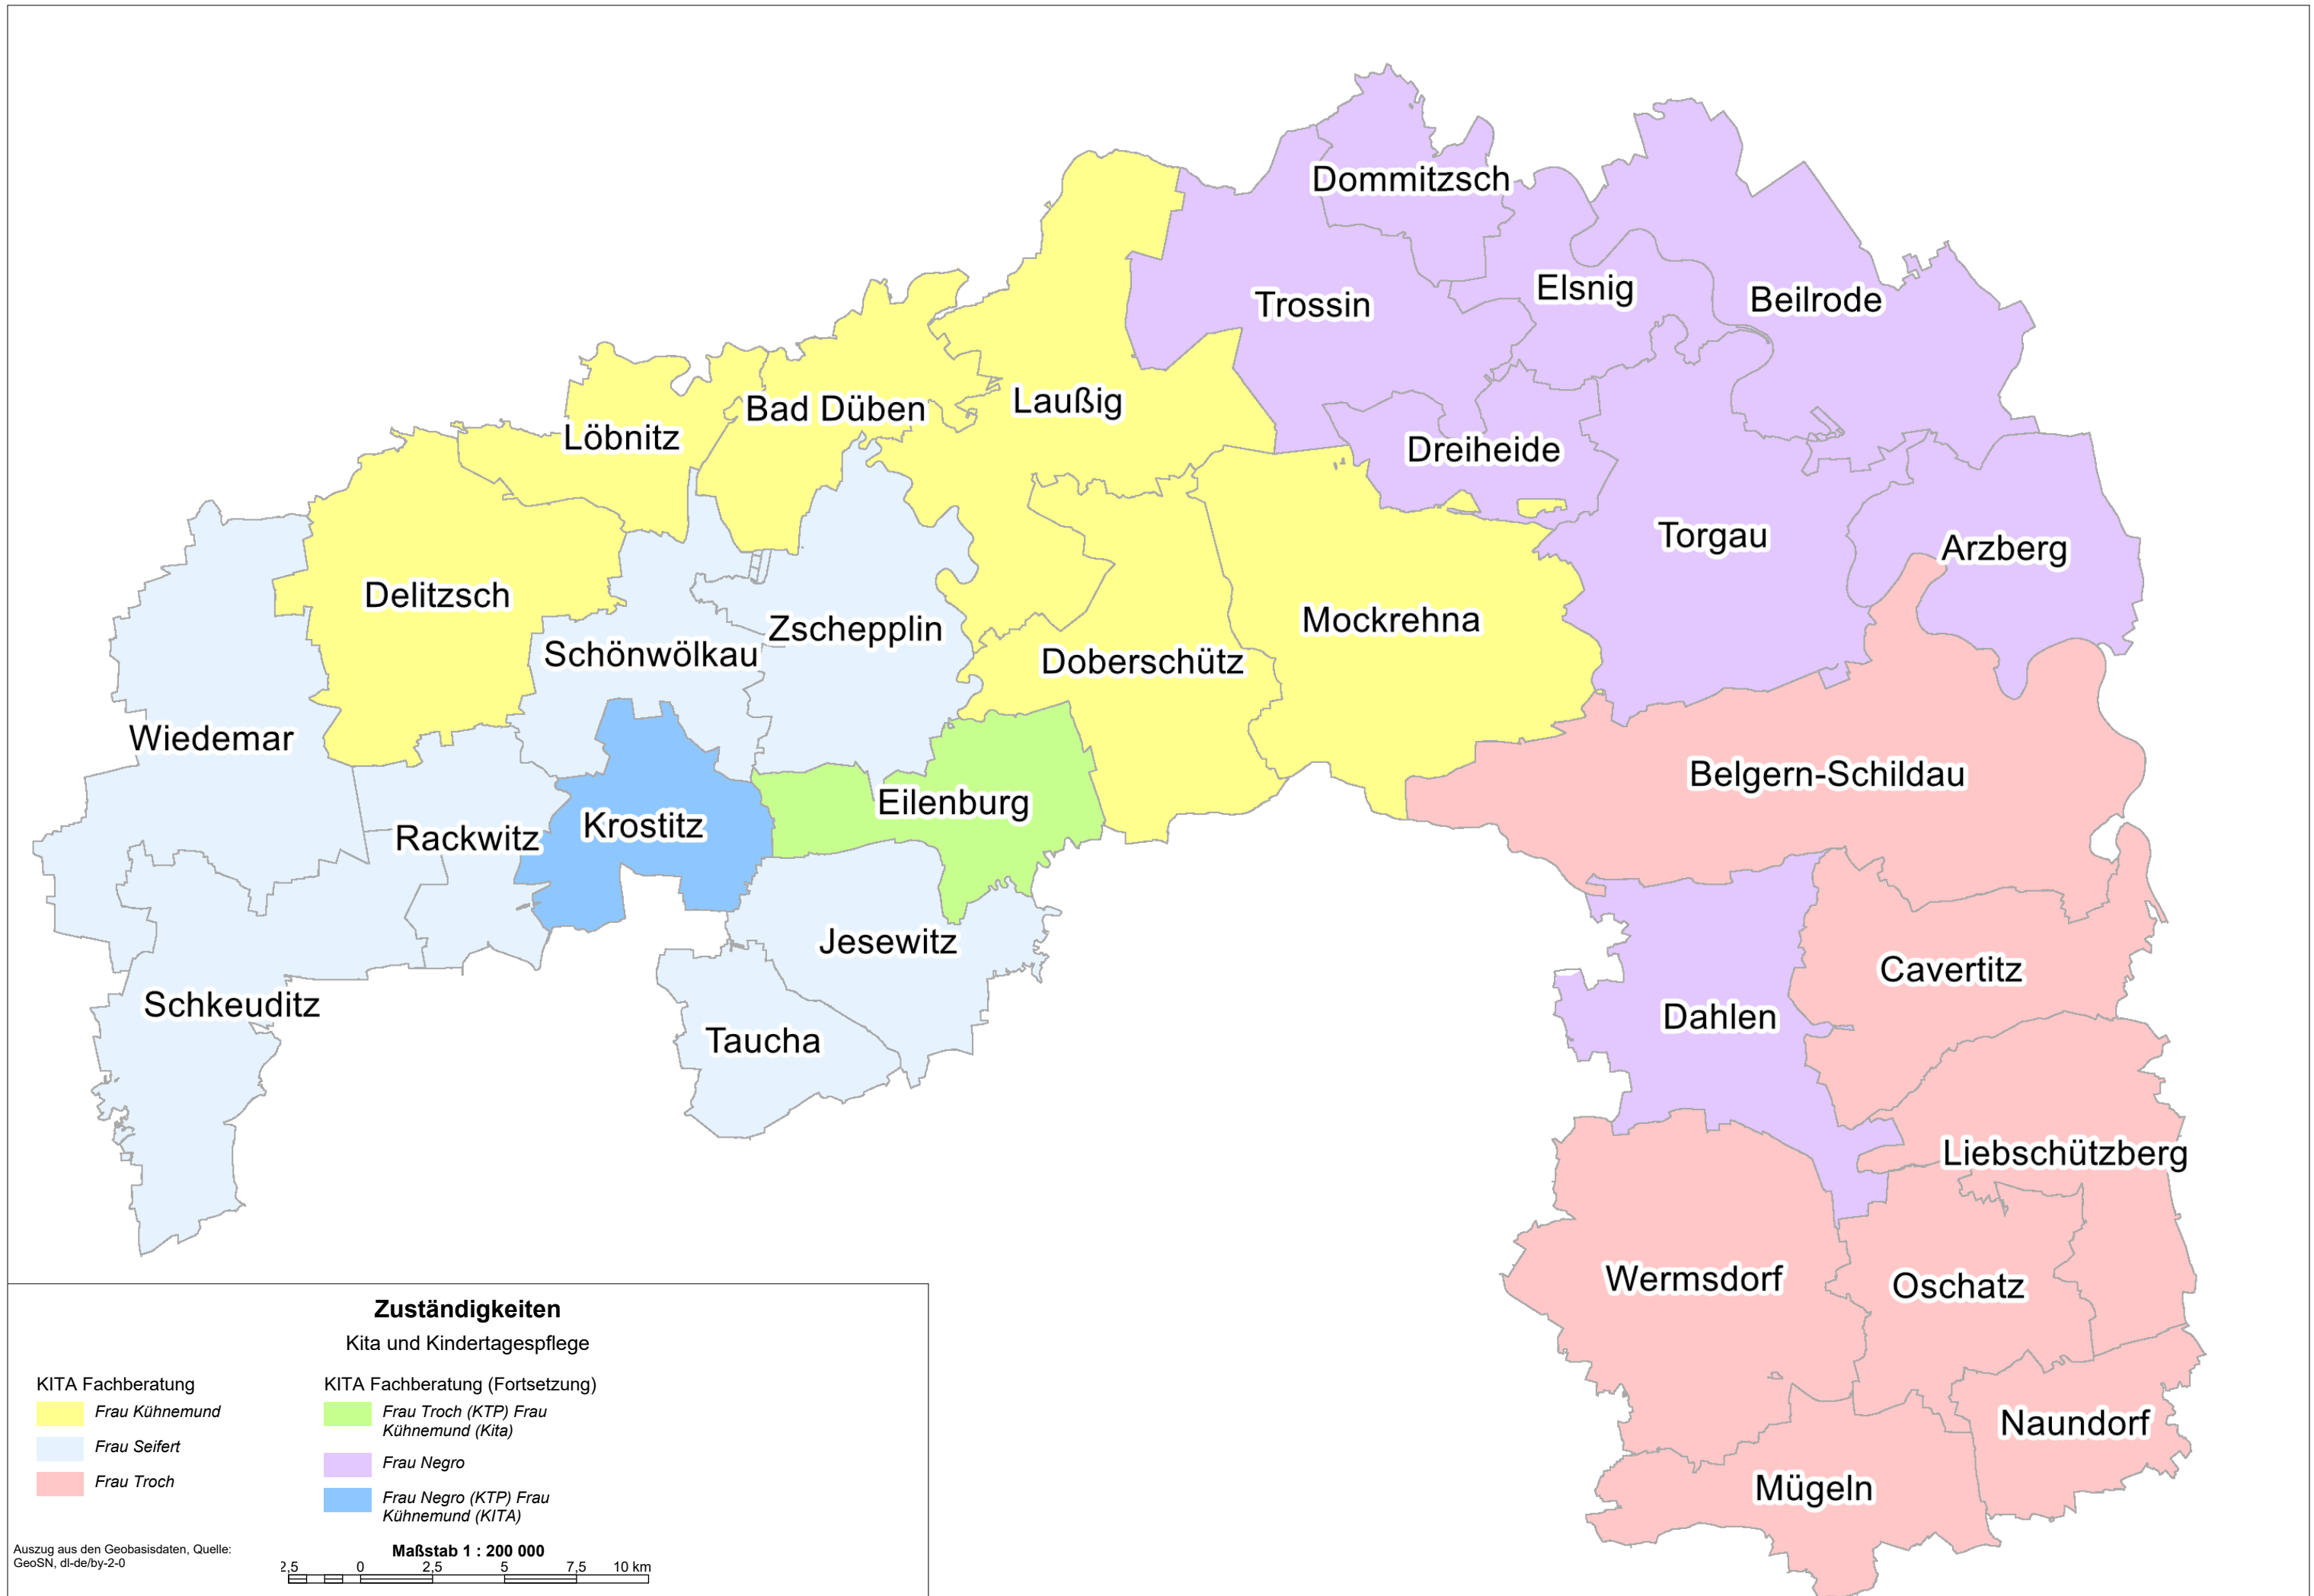 Dommitzsch
Elsnig
Beilrode
Trossin
Laußig
Bad Düben
Löbnitz
Dreiheide
Torgau
Arzberg
Delitzsch
Mockrehna
Zschepplin
Schönwölkau
Doberschütz
Wiedemar
Belgern-Schildau
Eilenburg
Krostitz
Rackwitz
Jesewitz
Cavertitz
Schkeuditz
Dahlen
Taucha
Liebschützberg
Wermsdorf
Oschatz
Naundorf
Mügeln
Zuständigkeiten
Kita und Kindertagespflege
KITA Fachberatung
Frau Kühnemund
Frau Seifert
Frau Troch
KITA Fachberatung (Fortsetzung)
Frau Troch (KTP) Frau
Kühnemund (Kita)
Frau Negro
Frau Negro (KTP) Frau
Kühnemund (KITA)
Auszug aus den Geobasisdaten, Quelle:
GeoSN, dl-de/by-2-0
Maßstab 1 : 200 000
2,5 0 2,5 5 7,5 10 km